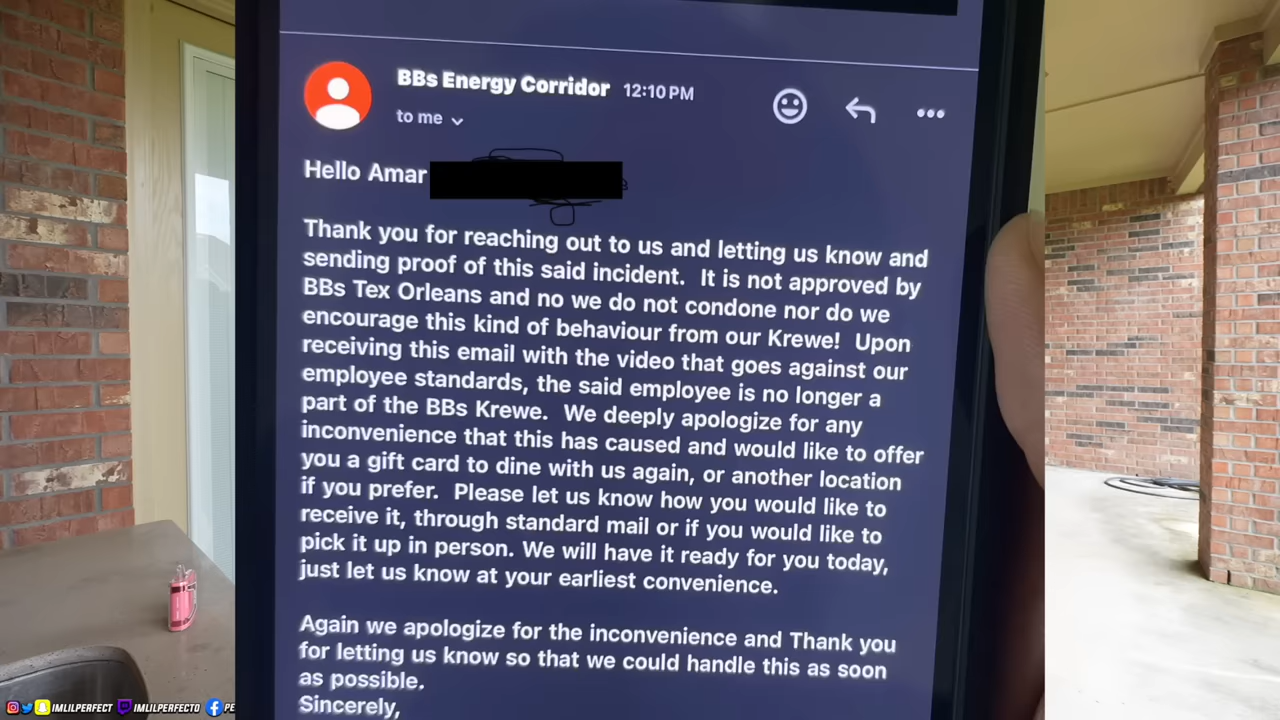 BBs Energy Corridor 12:10 PM
to me
Hello Amar
Thank you for reaching out to us and letting us know and
sending proof of this said incident.  It is not approved by
BBs Tex Orleans and no we do not condone nor do we
encourage this kind of behaviour from our Krewe!  Upon
receiving this email with the video that goes against our
employee standards, the said employee is no longer a
part of the BBs Krewe.  We deeply apologize for any
inconvenience that this has caused and would like to offer
you a gift card to dine with us again, or another location
if you prefer.  Please let us know how you would like to
receive it, through standard mail or if you would like to
pick it up in person. We will have it ready for you today,
just let us know at your earliest convenience.
Again we apologize for the inconvenience and Thank you
for letting us know so that we could handle this as soon
as possible.
Sincerely,
IMLILPERFECT IMLILPERFECTO PE